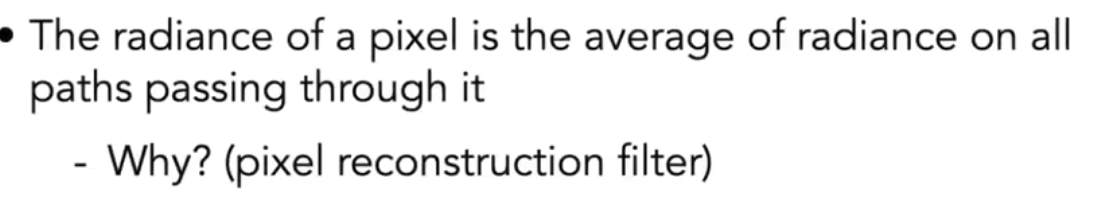 • The radiance of a pixel is the average of radiance on all
paths passing through it
- Why? (pixel reconstruction filter)